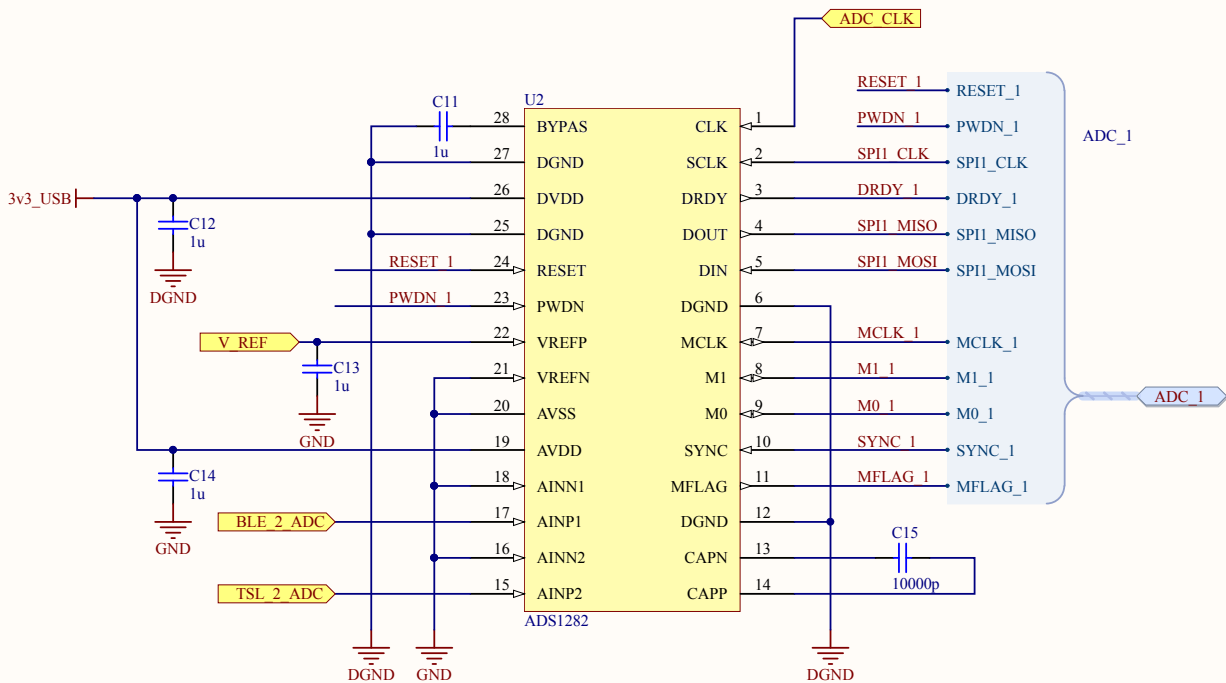 ADC_CLK
U2
C11
1u
28 BYPAS CLK 1
RESET_1 RESET_1
27 DGND SCLK 2
PWDN_1 PWDN_1
ADC_1
SPI1_CLK SPI1_CLK
3v3_USB
26 DVDD DRDY 3
DRDY_1 DRDY_1
C12
1u
DGND
25 DGND DOUT 4
SPI1_MISO SPI1_MISO
RESET_1 24 RESET DIN 5
SPI1_MOSI SPI1_MOSI
PWDN_1 23 PWDN DGND 6
V_REF 22 VREFP MCLK 7 MCLK_1 MCLK_1
C13
1u
GND
21 VREFN M1 8 M1_1 M1_1
20 AVSS M0 9 M0_1 M0_1
ADC_1
19 AVDD SYNC 10 SYNC_1 SYNC_1
C14
1u
GND
18 AINN1 MFLAG 11 MFLAG_1 MFLAG_1
BLE_2_ADC 17 AINP1 DGND 12
16 AINN2 CAPN 13
C15
10000p
TSL_2_ADC 15 AINP2 CAPP 14
ADS1282
DGND
GND
DGND